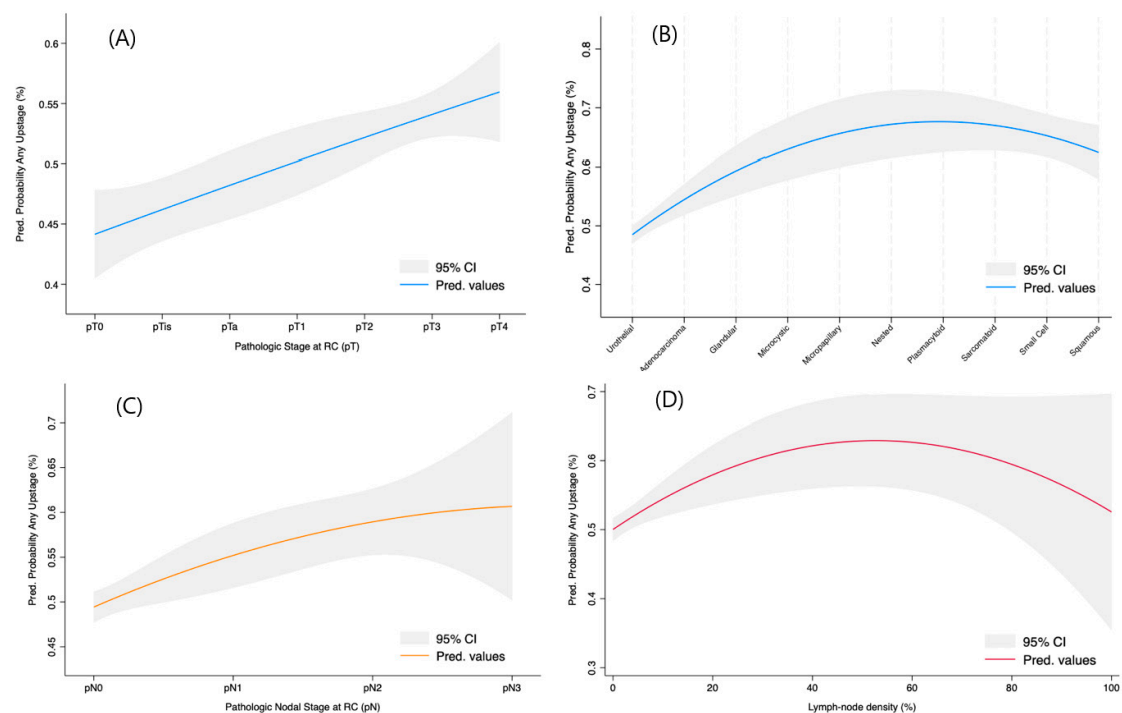 (A)
Pred. Probability Any Upstage (%)
0.6
0.55
0.5
0.45
0.4
95% CI
Pred. values
pT0 pTis pTa pT1 pT2 pT3 pT4
Pathologic Stage at RC (pT)
(B)
Pred. Probability Any Upstage (%)
0.8
0.7
0.6
0.5
0.4
95% CI
Pred. values
Urothelial Adenocarcinoma Glandular Microcystic Micropapillary Nested Plasmacytoid Sarcomatoid Small Cell Squamous
(C)
Pred. Probability Any Upstage (%)
0.7
0.65
0.6
0.55
0.5
0.45
95% CI
Pred. values
pN0 pN1 pN2 pN3
Pathologic Nodal Stage at RC (pN)
(D)
Pred. Probability Any Upstage (%)
0.7
0.6
0.5
0.4
0.3
95% CI
Pred. values
0 20 40 60 80 100
Lymph-node density (%)